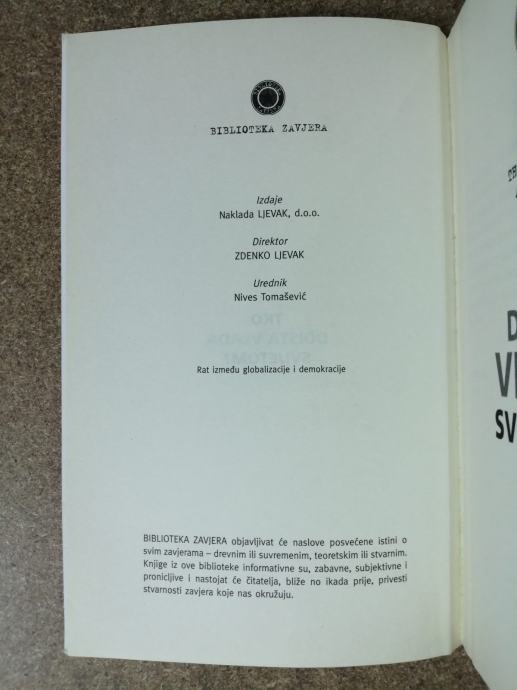 BIBLIOTEKA ZAVJERA
Izdaje
Naklada LJEVAK, d.o.o.
Direktor
ZDENKO LJEVAK
Urednik
Nives Tomašević
TKO
DOISTA VLADA
SVIJETOM?
Rat između globalizacije i demokracije
BIBLIOTEKA ZAVJERA objavljivat će naslove posvećene istini o
svim zavjerama – drevnim ili suvremenim, teoretskim ili stvarnim.
Knjige iz ove biblioteke informativne su, zabavne, subjektivne i
pronicljive i nastojat će čitatelja, bliže no ikada prije, privesti
stvarnosti zavjera koje nas okružuju.